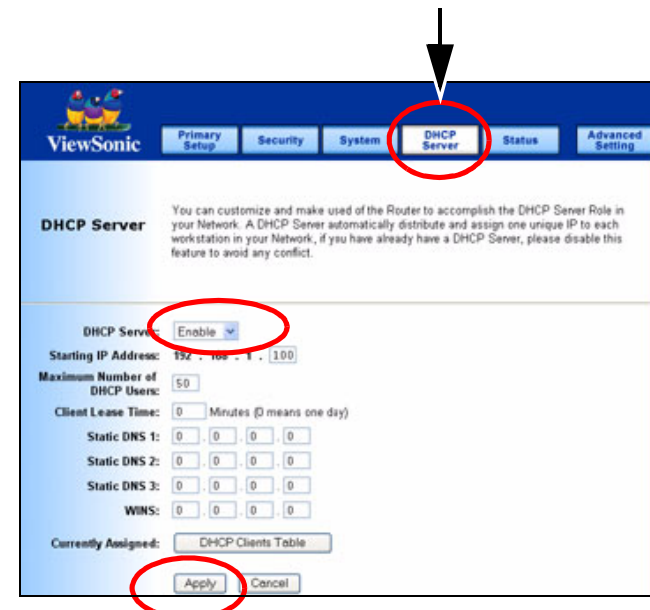 ViewSonic
Primary Setup
Security
System
DHCP Server
Status
Advanced Setting
DHCP Server
You can customize and make used of the Router to accomplish the DHCP Server Role in
your Network. A DHCP Server automatically distribute and assign one unique IP to each
workstation in your Network, if you have already have a DHCP Server, please disable this
feature to avoid any conflict.
DHCP Server: Enable
Starting IP Address: 192 . 168 . 1 . 100
Maximum Number of
DHCP Users: 50
Client Lease Time: 0 Minutes (0 means one day)
Static DNS 1: 0 . 0 . 0 . 0
Static DNS 2: 0 . 0 . 0 . 0
Static DNS 3: 0 . 0 . 0 . 0
WINS: 0 . 0 . 0 . 0
Currently Assigned: DHCP Clients Table
Apply Cancel